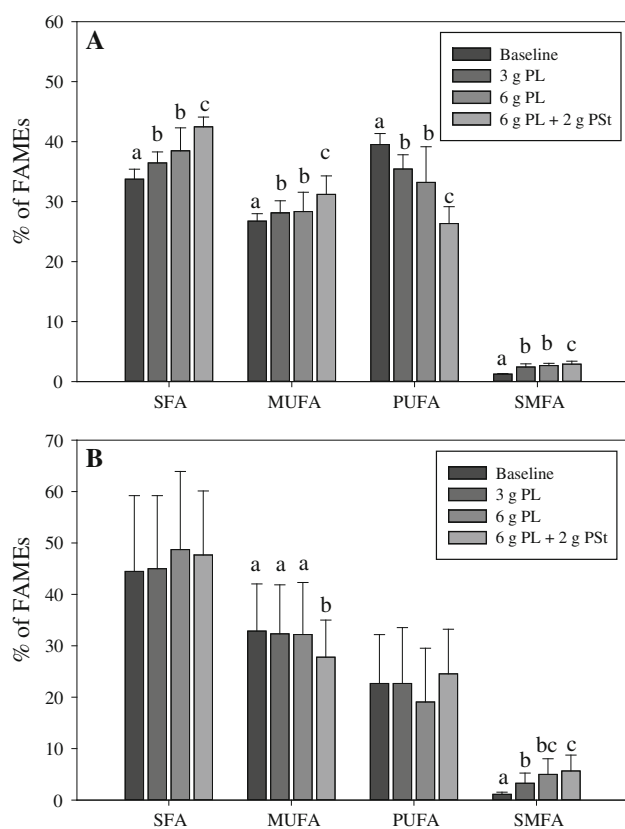 A
Baseline
3 g PL
6 g PL
6 g PL + 2 g PSt
% of FAMEs
60
50
40
30
20
10
0
a b b c
a b b c
a b b c
a b b c
SFA MUFA PUFA SMFA
B
Baseline
3 g PL
6 g PL
6 g PL + 2 g PSt
% of FAMEs
70
60
50
40
30
20
10
0
a a a b
a b bc c
SFA MUFA PUFA SMFA